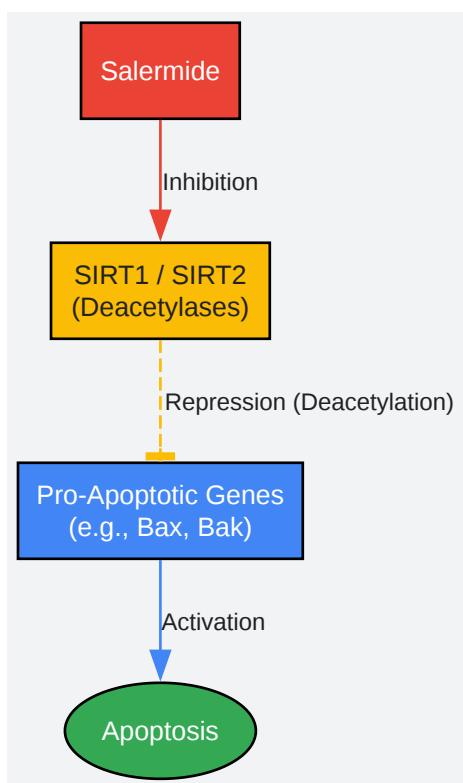 Salermide
Inhibition
SIRT1 / SIRT2
(Deacetylases)
Repression (Deacetylation)
Pro-Apoptotic Genes
(e.g., Bax, Bak)
Activation
Apoptosis